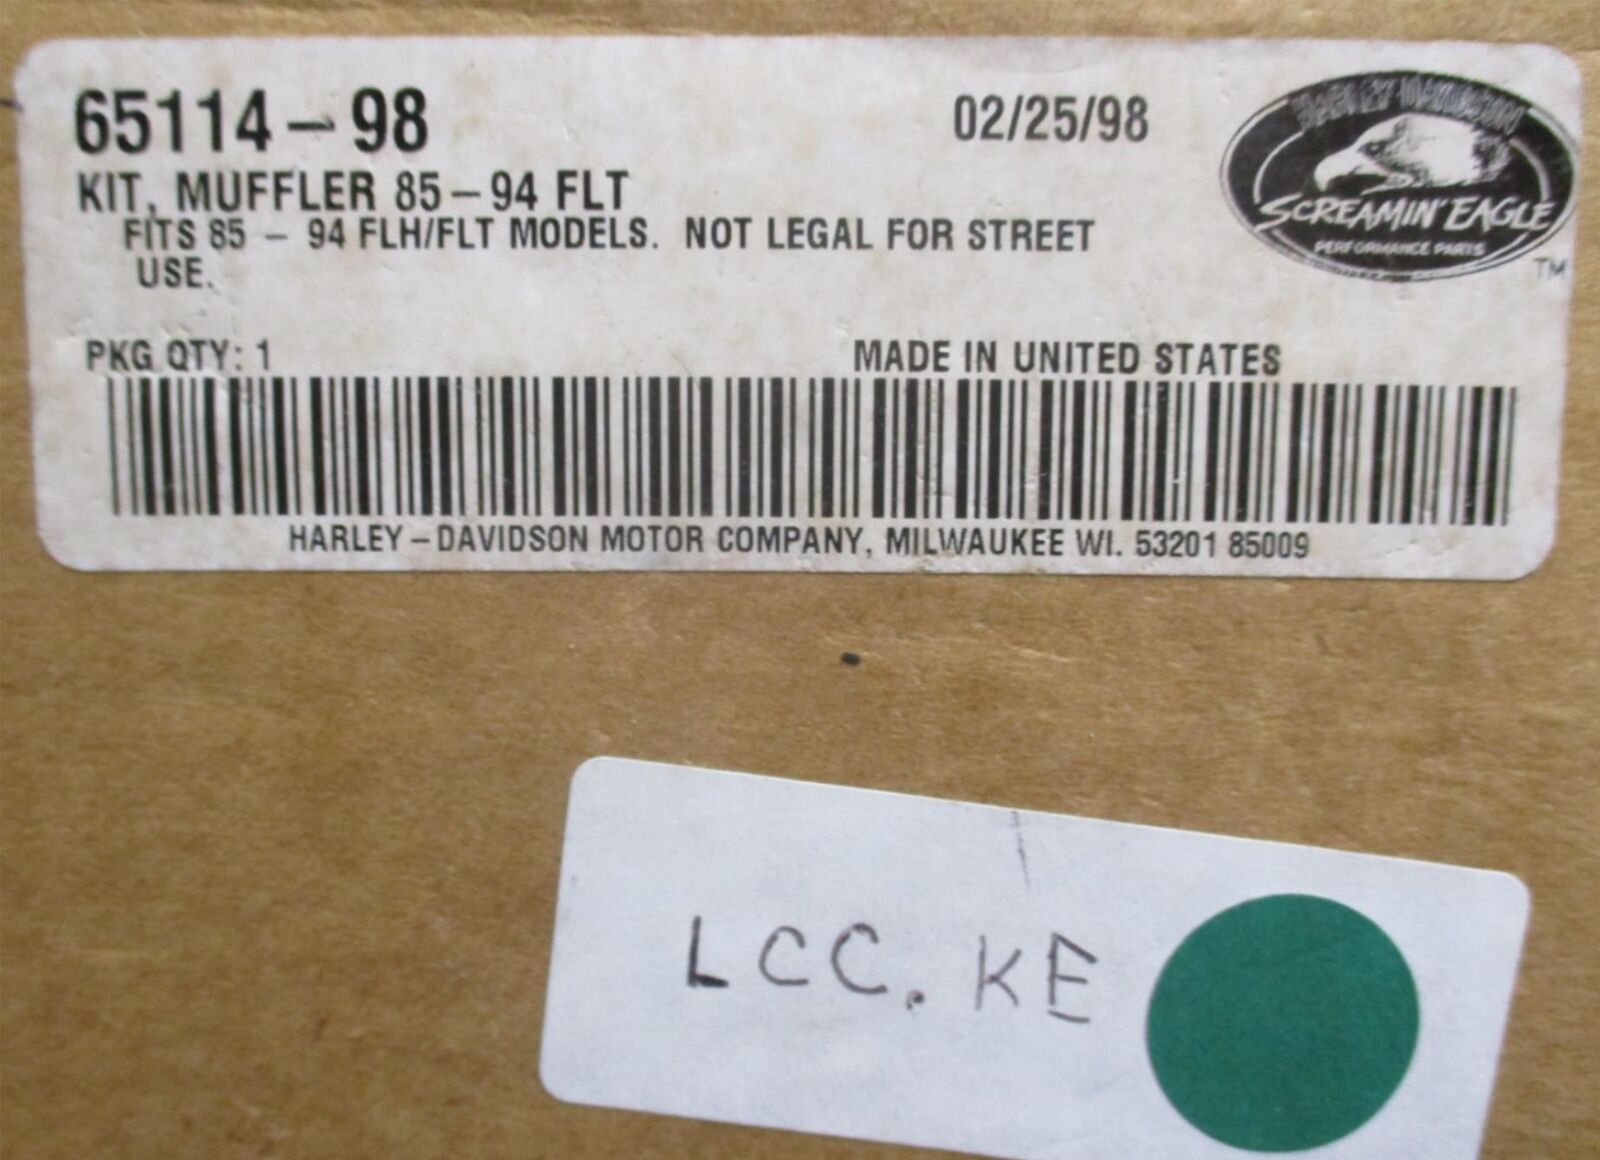 65114-98
02/25/98
HARLEY-DAVIDSON
SCREAMIN' EAGLE
PERFORMANCE PARTS
TM
KIT, MUFFLER 85-94 FLT
FITS 85 - 94 FLH/FLT MODELS. NOT LEGAL FOR STREET
USE.
PKG QTY: 1
MADE IN UNITED STATES
HARLEY-DAVIDSON MOTOR COMPANY, MILWAUKEE WI. 53201 85009
LCC. KE